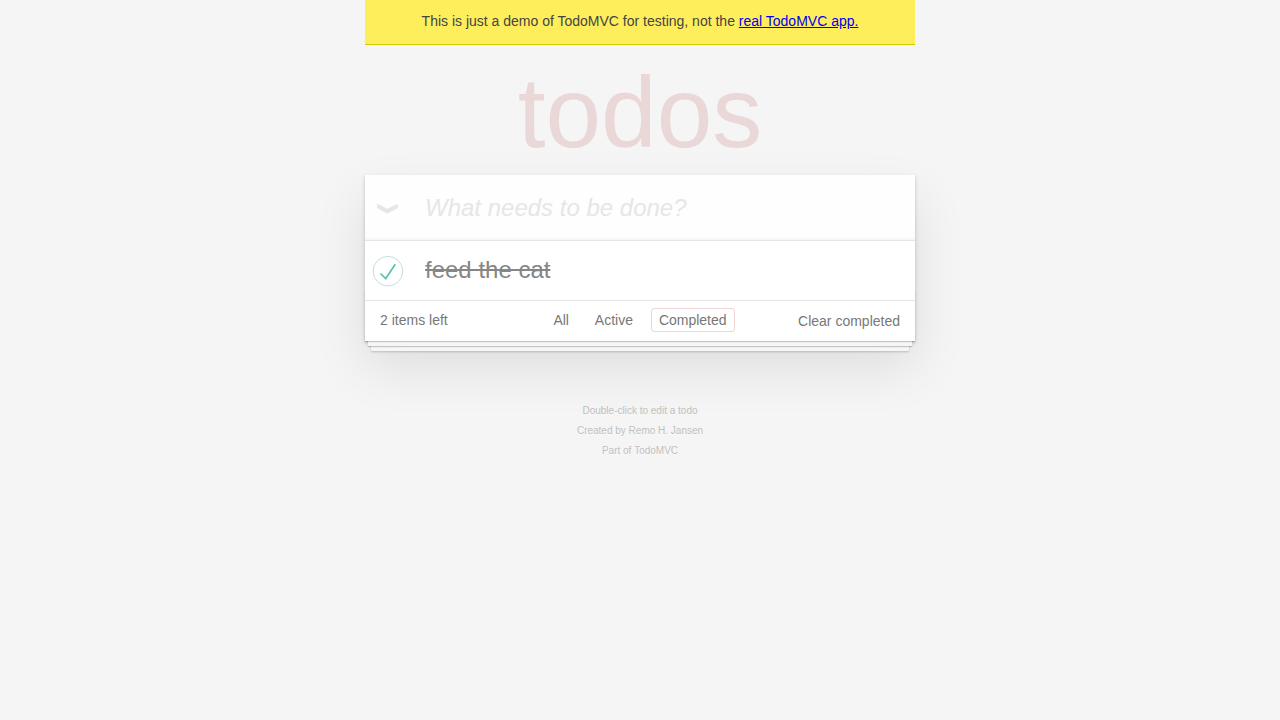 This is just a demo of TodoMVC for testing, not the real TodoMVC app.
todos
What needs to be done?
feed the cat
2 items left All Active Completed Clear completed
Double-click to edit a todo
Created by Remo H. Jansen
Part of TodoMVC